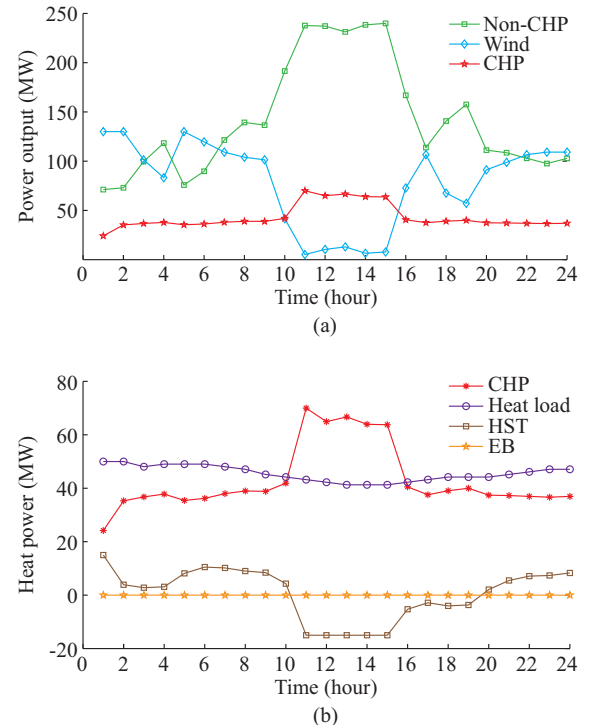 250
200
150
100
50
Power output (MW)
Non-CHP
Wind
CHP
0 2 4 6 8 10 12 14 16 18 20 22 24
Time (hour)
(a)
80
60
40
20
0
-20
Heat power (MW)
CHP
Heat load
HST
EB
0 2 4 6 8 10 12 14 16 18 20 22 24
Time (hour)
(b)